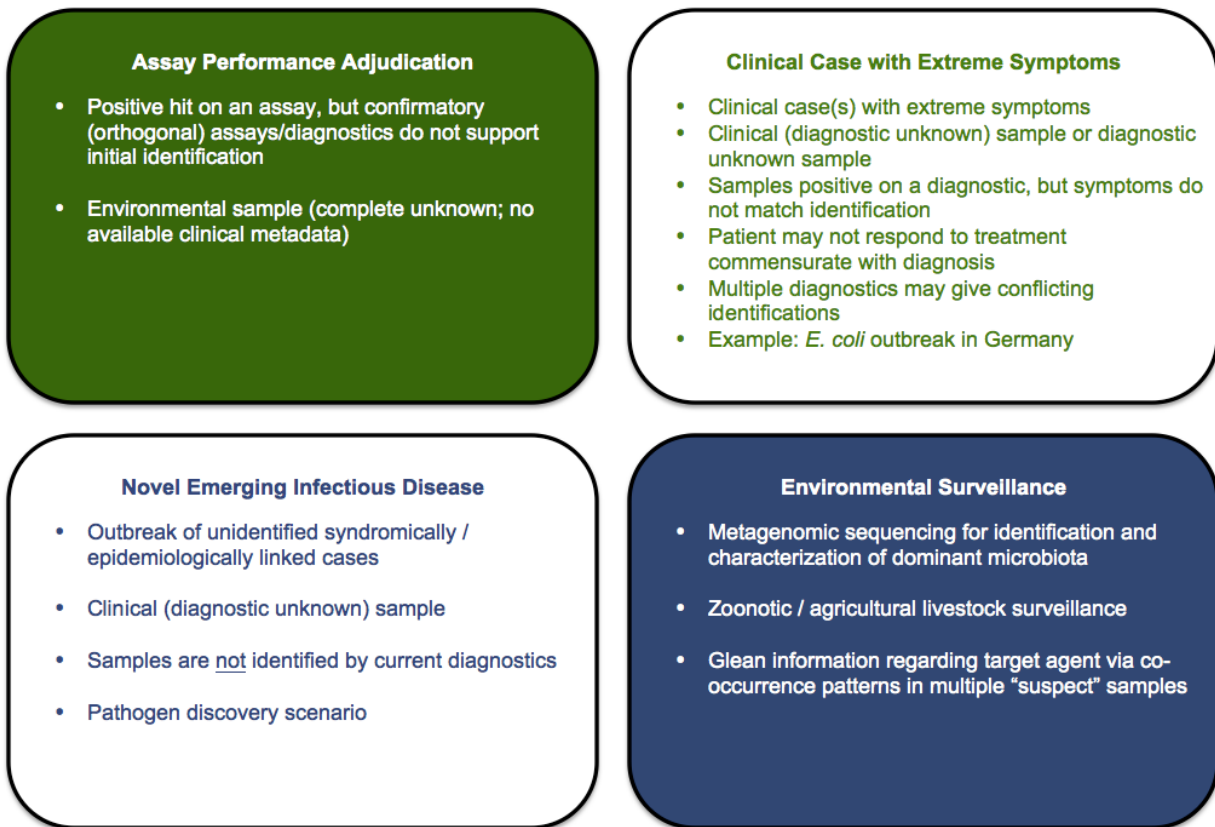 Assay Performance Adjudication
• Positive hit on an assay, but confirmatory
(orthogonal) assays/diagnostics do not support
initial identification
• Environmental sample (complete unknown; no
available clinical metadata)
Clinical Case with Extreme Symptoms
• Clinical case(s) with extreme symptoms
• Clinical (diagnostic unknown) sample or diagnostic
unknown sample
• Samples positive on a diagnostic, but symptoms do
not match identification
• Patient may not respond to treatment
commensurate with diagnosis
• Multiple diagnostics may give conflicting
identifications
• Example: E. coli outbreak in Germany
Novel Emerging Infectious Disease
• Outbreak of unidentified syndromically /
epidemiologically linked cases
• Clinical (diagnostic unknown) sample
• Samples are not identified by current diagnostics
• Pathogen discovery scenario
Environmental Surveillance
• Metagenomic sequencing for identification and
characterization of dominant microbiota
• Zoonotic / agricultural livestock surveillance
• Glean information regarding target agent via co-
occurrence patterns in multiple “suspect” samples